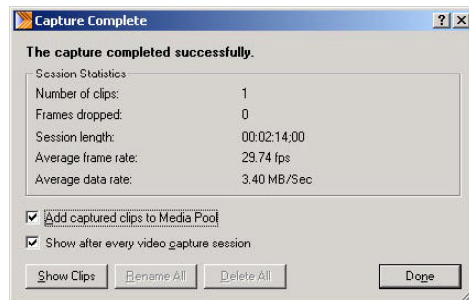 Capture Complete
The capture completed successfully.
Session Statistics
Number of clips: 1
Frames dropped: 0
Session length: 00:02:14;00
Average frame rate: 29.74 fps
Average data rate: 3.40 MB/Sec
Add captured clips to Media Pool
Show after every video capture session
Show Clips Rename All Delete All Done